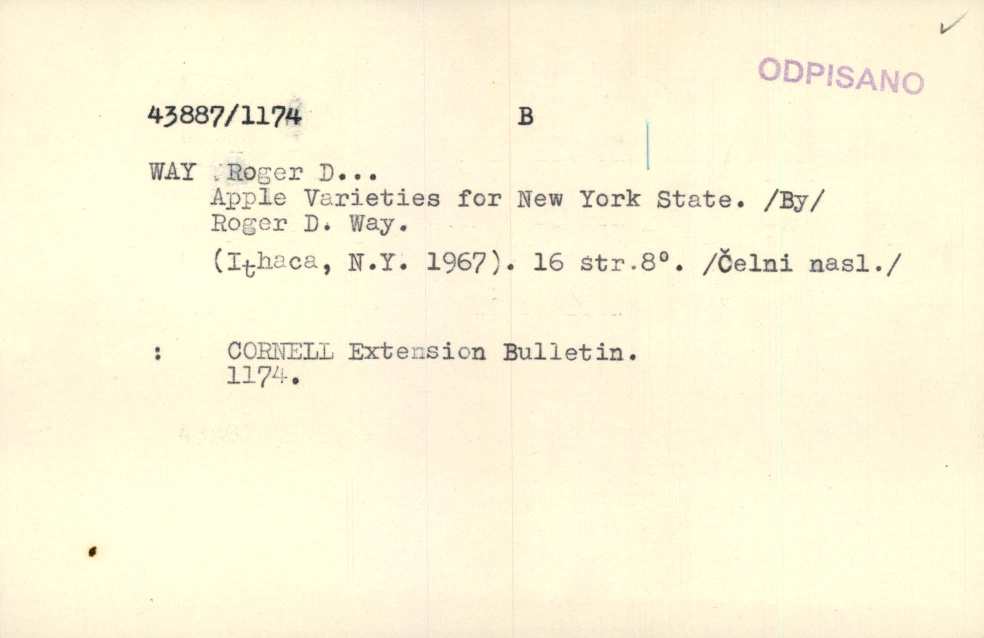 ODPISANO
43887/1174 B
WAY Roger D...
Apple Varieties for New York State. /By/
Roger D. Way.
(Ithaca, N.Y. 1967). 16 str.8°. /Čelni nasl./
: CORNELL Extension Bulletin.
1174.